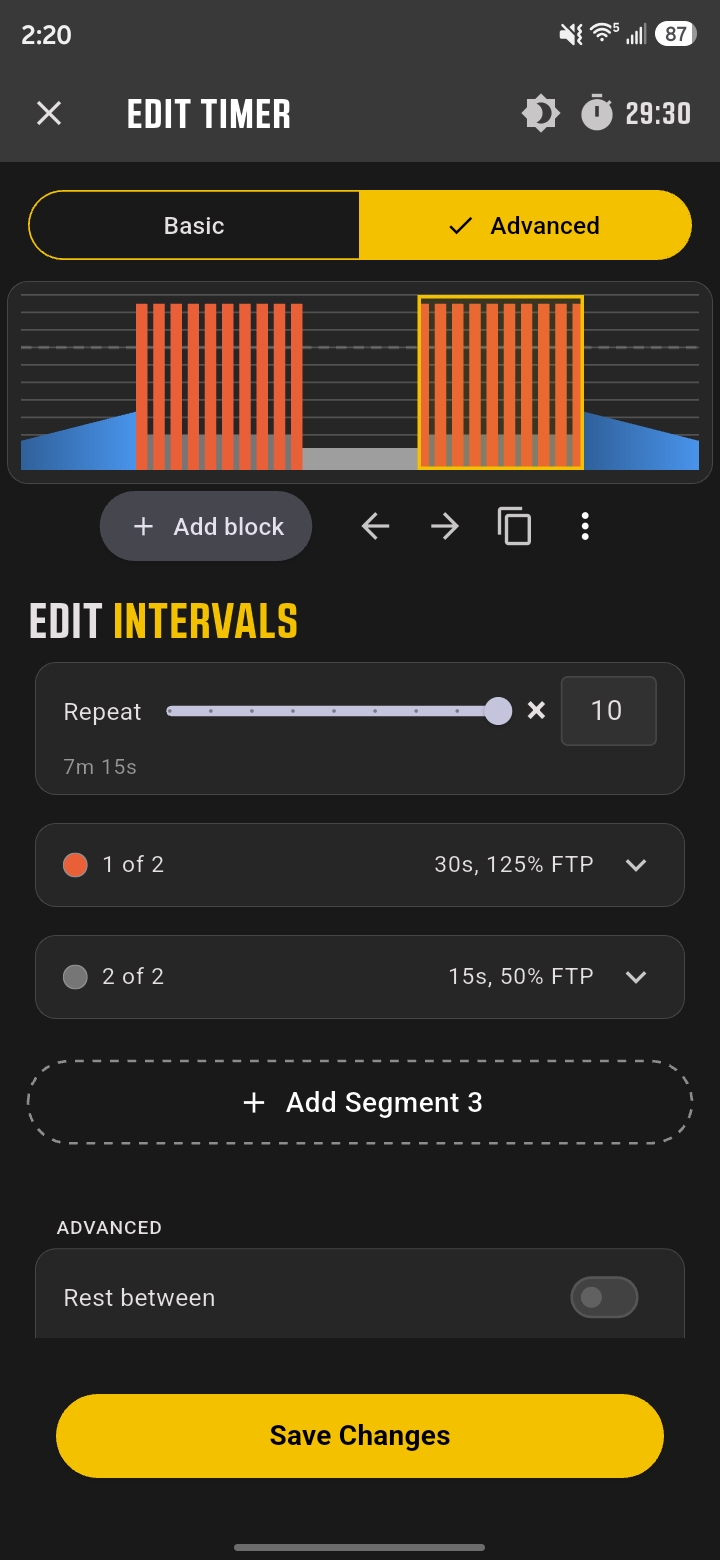 2:20
5
87
EDIT TIMER
29:30
Basic
Advanced
+ Add block
EDIT INTERVALS
Repeat
× 10
7m 15s
1 of 2
30s, 125% FTP
2 of 2
15s, 50% FTP
+ Add Segment 3
ADVANCED
Rest between
Save Changes